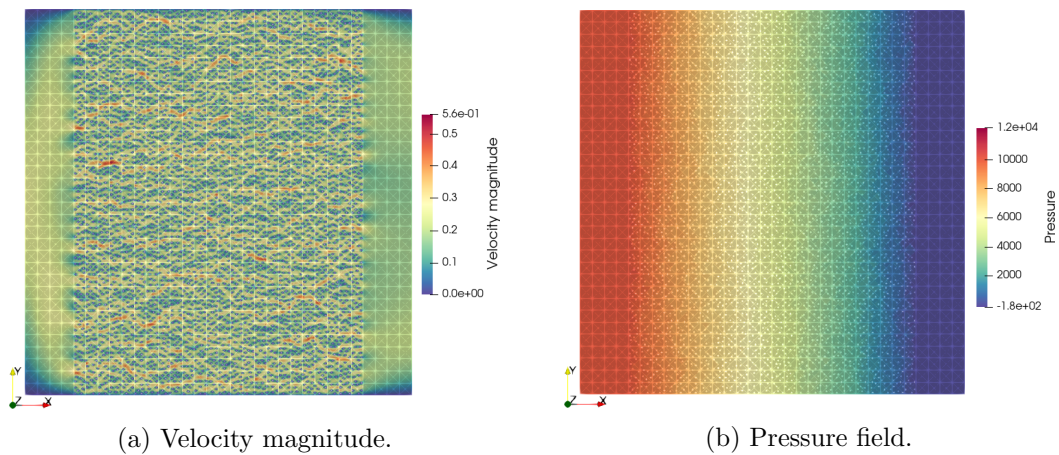 5.6e-01
0.5
0.4
0.3
0.2
0.1
0.0e+00
Velocity magnitude
Y
Z
X
(a) Velocity magnitude.
1.2e+04
10000
8000
6000
4000
2000
-1.8e+02
Pressure
Y
Z
X
(b) Pressure field.